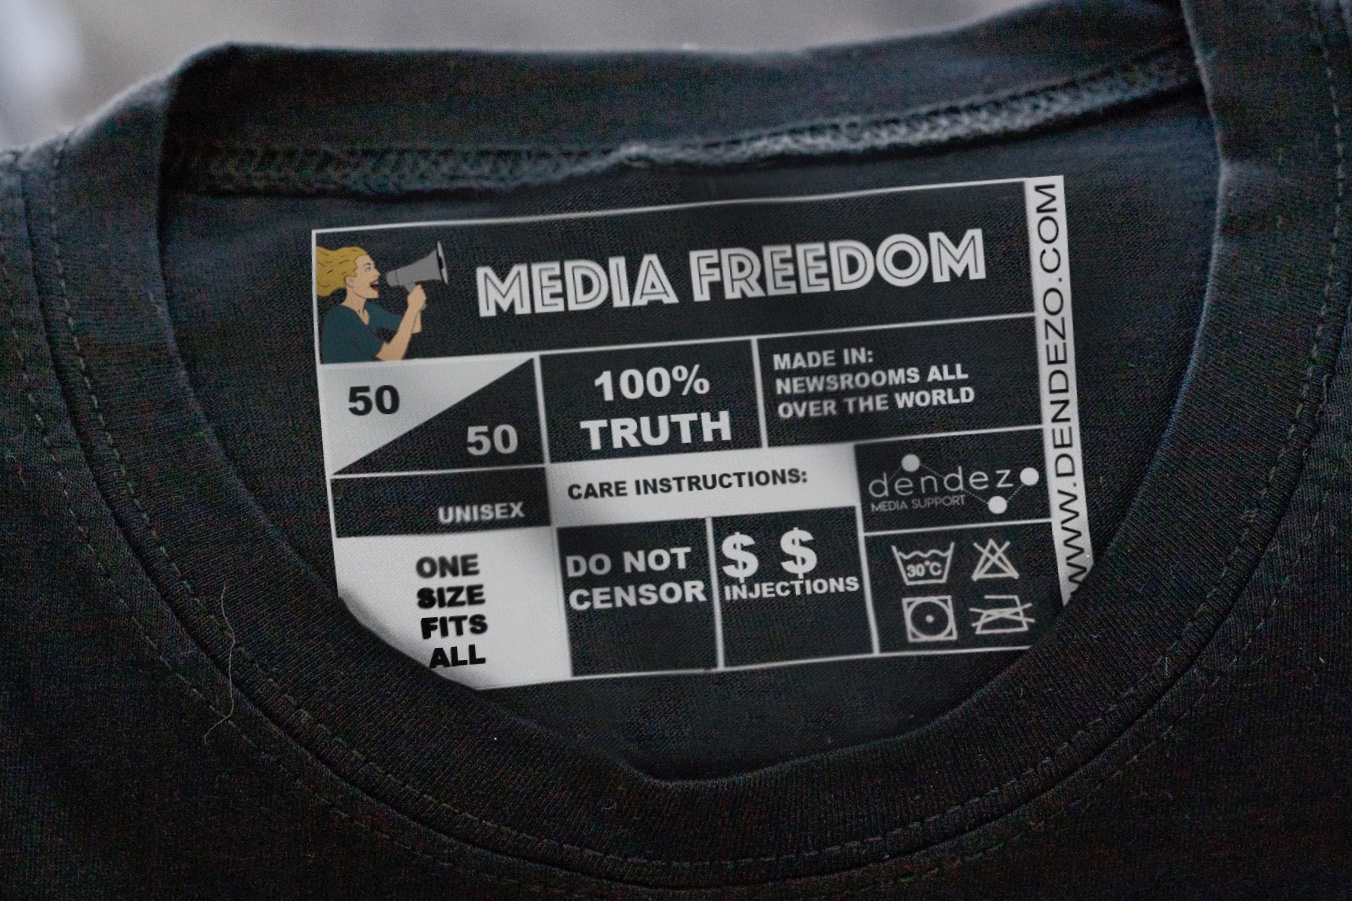 MEDIA FREEDOM
50
50
100%
TRUTH
MADE IN:
NEWSROOMS ALL
OVER THE WORLD
UNISEX
CARE INSTRUCTIONS:
dendezo
MEDIA SUPPORT
ONE
SIZE
FITS
ALL
DO NOT
CENSOR
$ $
INJECTIONS
30°C
WWW.DENDEZO.COM